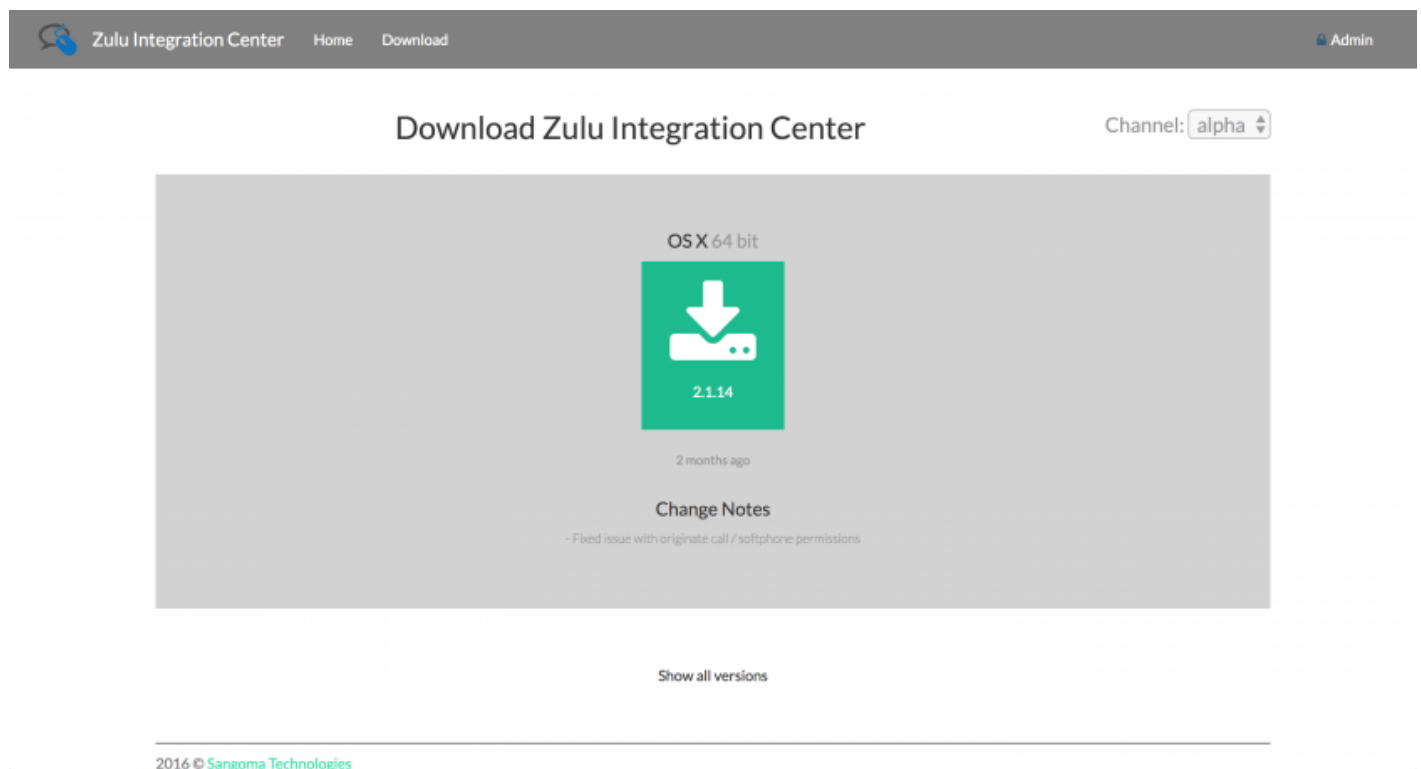 Zulu Integration Center Home Download Admin
Download Zulu Integration Center
Channel: alpha
OS X 64 bit
2.1.14
2 months ago
Change Notes
- Fixed issue with originate call / softphone permissions
Show all versions
2016 © Sangoma Technologies